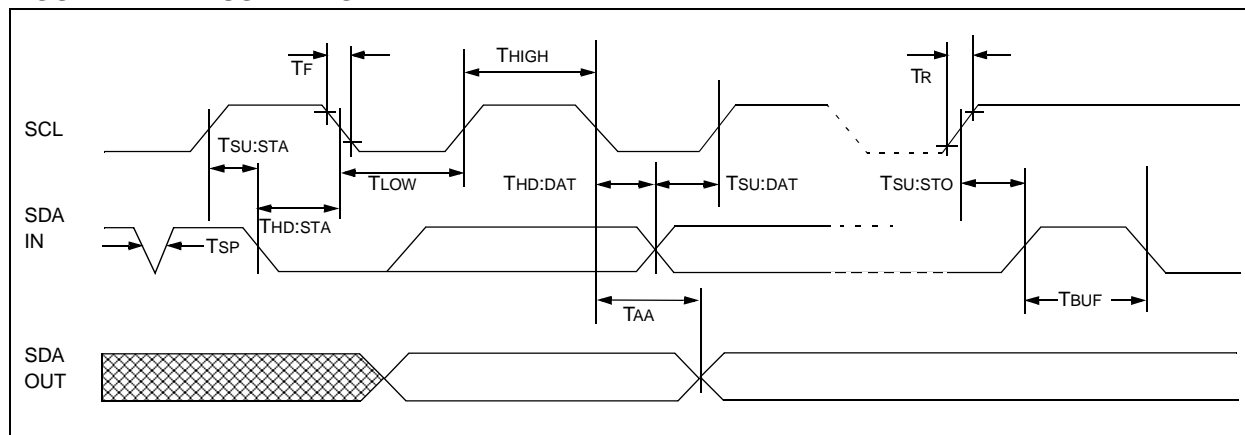 TF
THIGH
TR
SCL
TSU:STA
TLOW
THD:DAT
TSU:DAT
TSU:STO
SDA
IN
THD:STA
TSP
TAA
TBUF
SDA
OUT